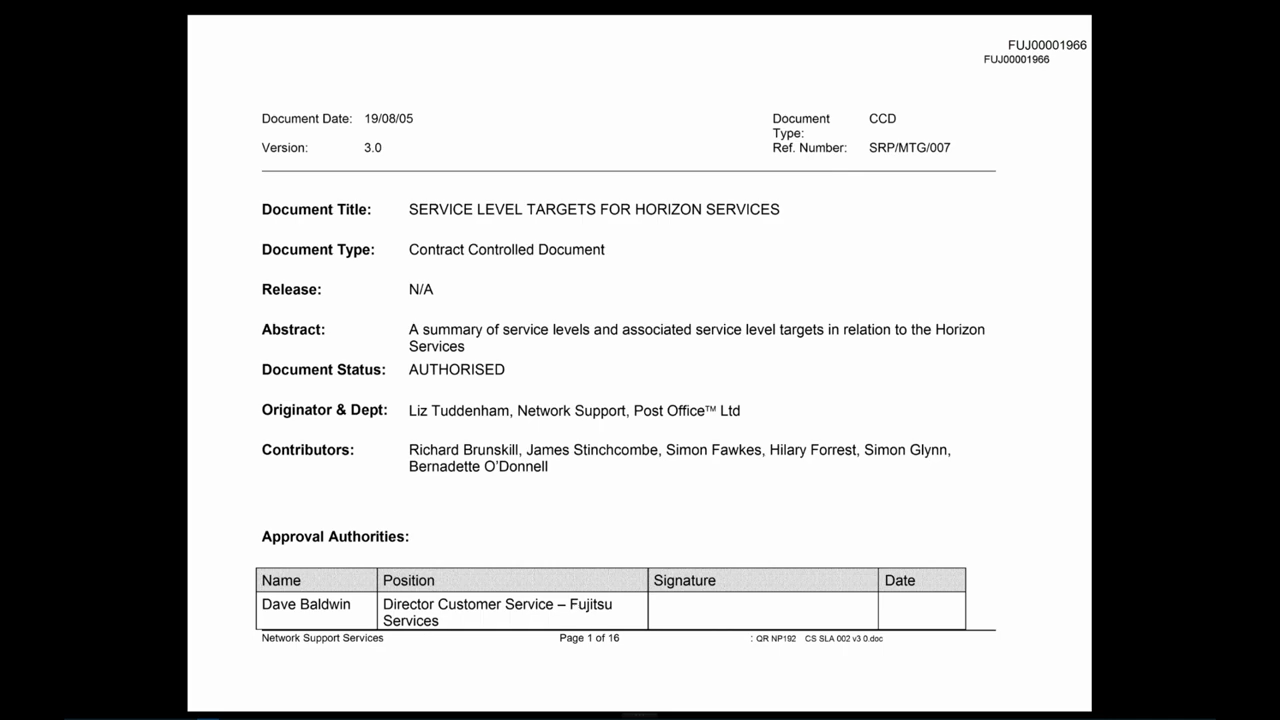 FUJ00001966
FUJ00001966
Document Date: 19/08/05 Document CCD
Type:
Version: 3.0 Ref. Number: SRP/MTG/007
Document Title: SERVICE LEVEL TARGETS FOR HORIZON SERVICES
Document Type: Contract Controlled Document
Release: N/A
Abstract: A summary of service levels and associated service level targets in relation to the Horizon
Services
Document Status: AUTHORISED
Originator & Dept: Liz Tuddenham, Network Support, Post Office™ Ltd
Contributors: Richard Brunskill, James Stinchcombe, Simon Fawkes, Hilary Forrest, Simon Glynn,
Bernadette O’Donnell
Approval Authorities:
Name Position Signature Date
Dave Baldwin Director Customer Service – Fujitsu
Services
Network Support Services Page 1 of 16 : QR NP192 CS SLA 002 v3 0.doc